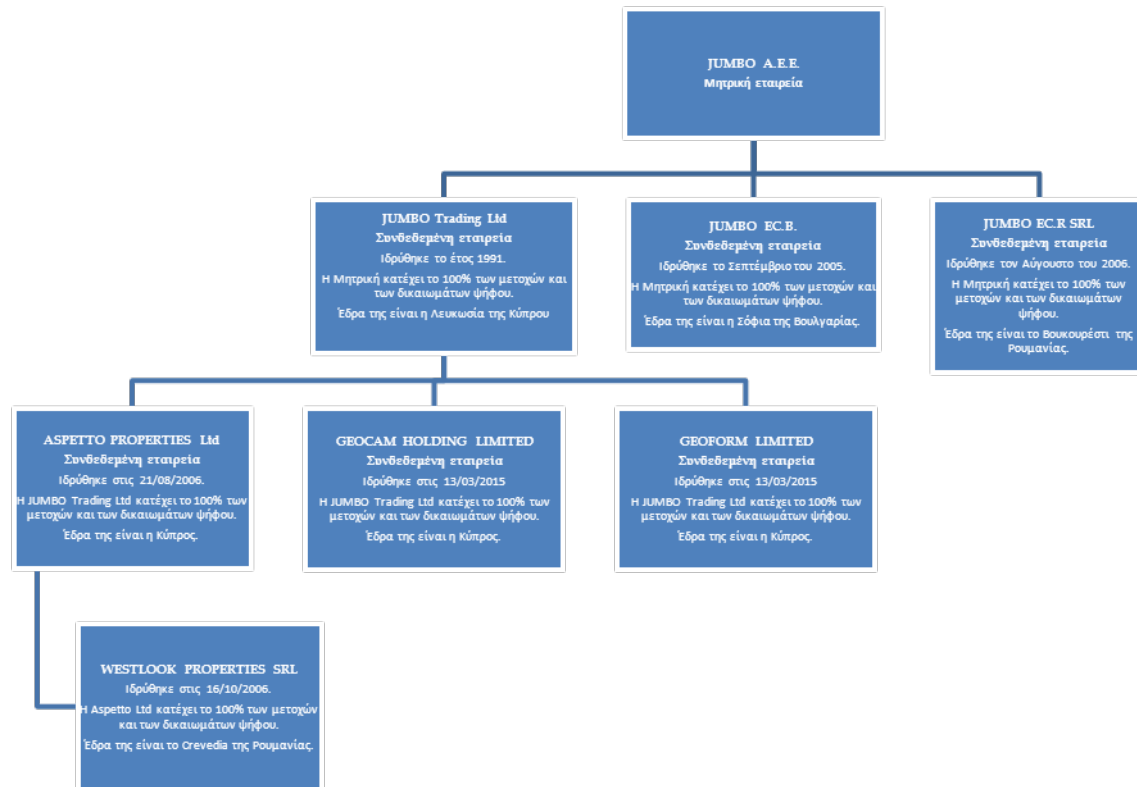 JUMBO A.E.E.
Μητρική εταιρεία
JUMBO Trading Ltd
Συνδεδεμένη εταιρεία
Ιδρύθηκε το έτος 1991.
Η Μητρική κατέχει το 100% των μετοχών και
των δικαιωμάτων ψήφου.
Έδρα της είναι η Λευκωσία της Κύπρου
JUMBO EC.B.
Συνδεδεμένη εταιρεία
Ιδρύθηκε το Σεπτέμβριο του 2005.
Η Μητρική κατέχει το 100% των μετοχών και
των δικαιωμάτων ψήφου.
Έδρα της είναι η Σόφια της Βουλγαρίας.
JUMBO EC.R SRL
Συνδεδεμένη εταιρεία
Ιδρύθηκε τον Αύγουστο του 2006.
Η Μητρική κατέχει το 100% των
μετοχών και των δικαιωμάτων
ψήφου.
Έδρα της είναι το Βουκουρέστι της
Ρουμανίας.
ASPETTO PROPERTIES Ltd
Συνδεδεμένη εταιρεία
Ιδρύθηκε στις 21/08/2006.
Η JUMBO Trading Ltd κατέχει το 100% των
μετοχών και των δικαιωμάτων ψήφου.
Έδρα της είναι η Κύπρος.
GEOCAM HOLDING LIMITED
Συνδεδεμένη εταιρεία
Ιδρύθηκε στις 13/03/2015
Η JUMBO Trading Ltd κατέχει το 100% των
μετοχών και των δικαιωμάτων ψήφου.
Έδρα της είναι η Κύπρος.
GEOFORM LIMITED
Συνδεδεμένη εταιρεία
Ιδρύθηκε στις 13/03/2015
Η JUMBO Trading Ltd κατέχει το 100% των
μετοχών και των δικαιωμάτων ψήφου.
Έδρα της είναι η Κύπρος.
WESTLOOK PROPERTIES SRL
Ιδρύθηκε στις 16/10/2006.
Η Aspetto Ltd κατέχει το 100% των μετοχών
και των δικαιωμάτων ψήφου.
Έδρα της είναι το Crevedia της Ρουμανίας.